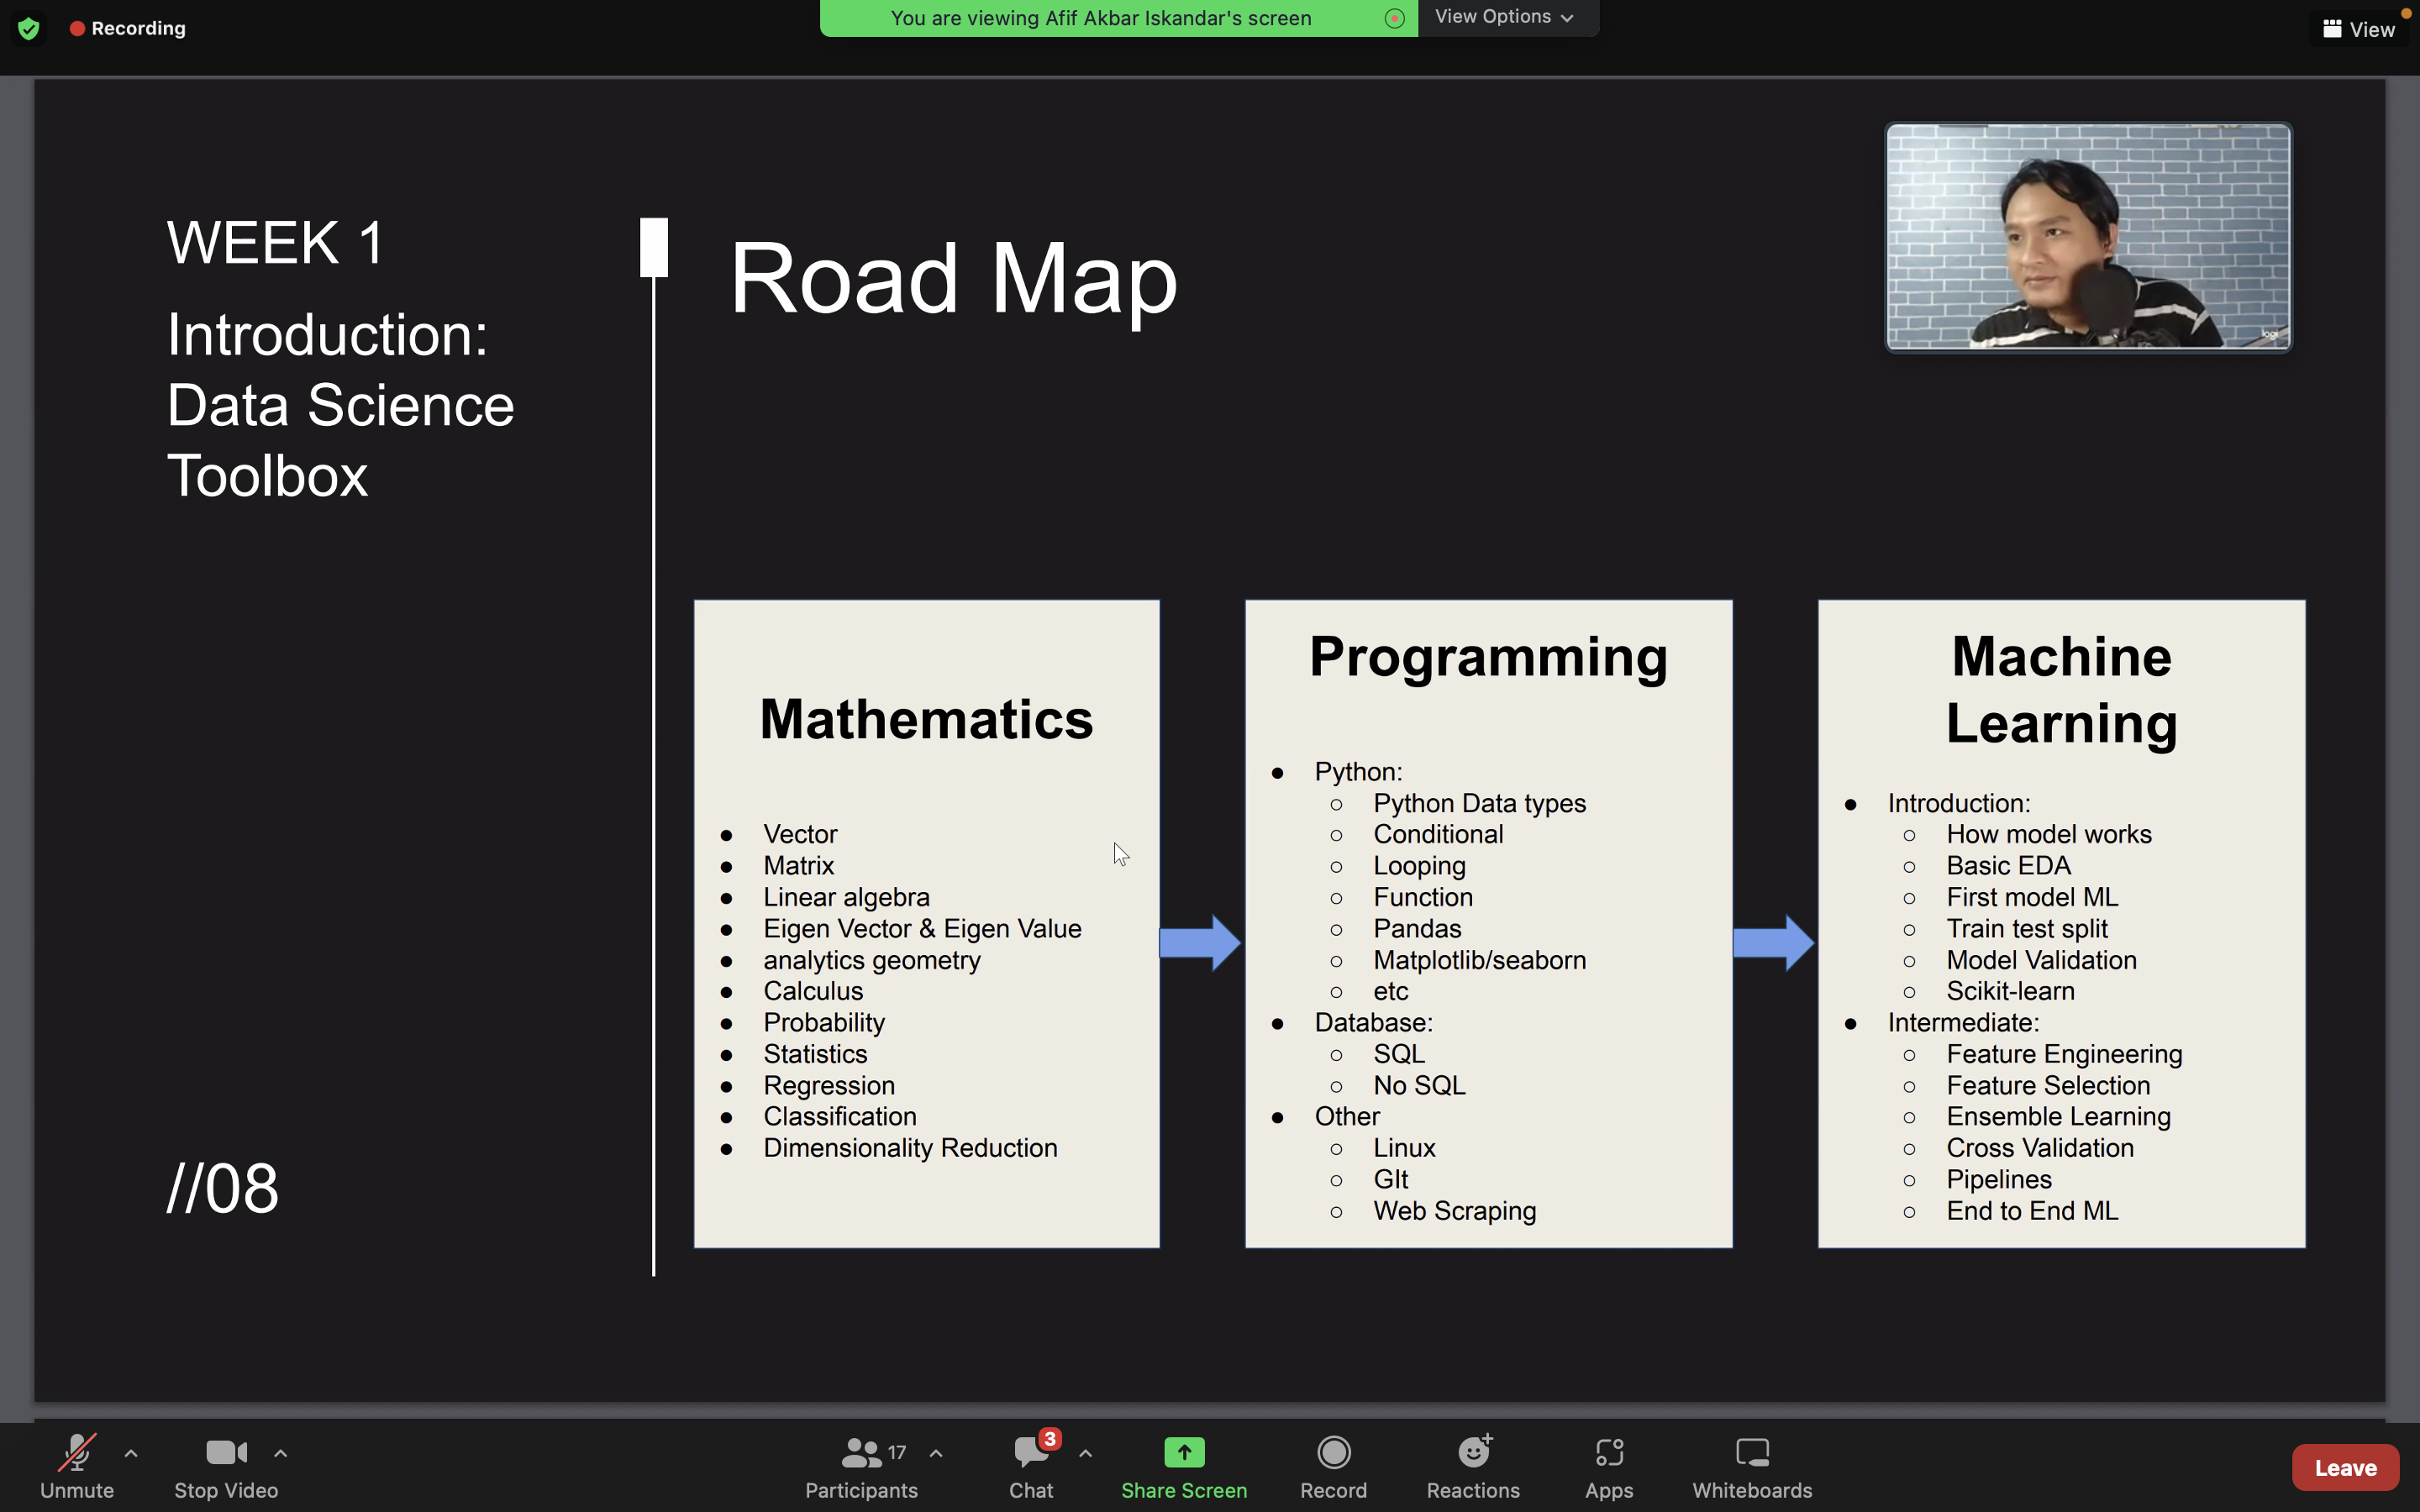 Recording
You are viewing Afif Akbar Iskandar's screen
View Options
View
WEEK 1
Introduction:
Data Science
Toolbox
//08
Road Map
logi
Mathematics
● Vector
● Matrix
● Linear algebra
● Eigen Vector & Eigen Value
● analytics geometry
● Calculus
● Probability
● Statistics
● Regression
● Classification
● Dimensionality Reduction
Programming
● Python:
○ Python Data types
○ Conditional
○ Looping
○ Function
○ Pandas
○ Matplotlib/seaborn
○ etc
● Database:
○ SQL
○ No SQL
● Other
○ Linux
○ GIt
○ Web Scraping
Machine
Learning
● Introduction:
○ How model works
○ Basic EDA
○ First model ML
○ Train test split
○ Model Validation
○ Scikit-learn
● Intermediate:
○ Feature Engineering
○ Feature Selection
○ Ensemble Learning
○ Cross Validation
○ Pipelines
○ End to End ML
Unmute
Stop Video
17
Participants
3
Chat
Share Screen
Record
Reactions
Apps
Whiteboards
Leave